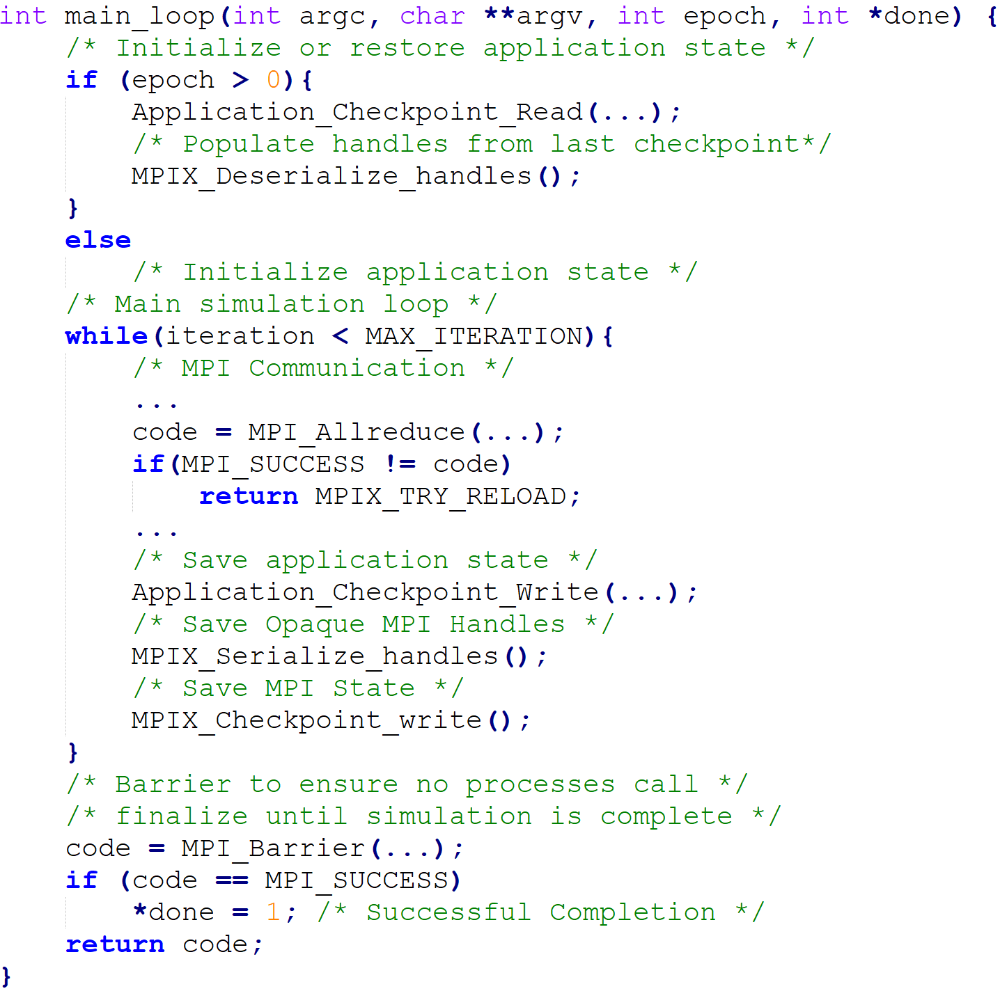 int main_loop(int argc, char **argv, int epoch, int *done) {
    /* Initialize or restore application state */
    if (epoch > 0){
        Application_Checkpoint_Read(...);
        /* Populate handles from last checkpoint*/
        MPIX_Deserialize_handles();
    }
    else
        /* Initialize application state */
    /* Main simulation loop */
    while(iteration < MAX_ITERATION){
        /* MPI Communication */
        ...
        code = MPI_Allreduce(...);
        if(MPI_SUCCESS != code)
            return MPIX_TRY_RELOAD;
        ...
        /* Save application state */
        Application_Checkpoint_Write(...);
        /* Save Opaque MPI Handles */
        MPIX_Serialize_handles();
        /* Save MPI State */
        MPIX_Checkpoint_write();
    }
    /* Barrier to ensure no processes call */
    /* finalize until simulation is complete */
    code = MPI_Barrier(...);
    if (code == MPI_SUCCESS)
        *done = 1; /* Successful Completion */
    return code;
}